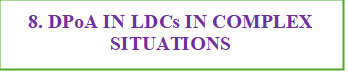 8. DPoA IN LDCs IN COMPLEX
SITUATIONS